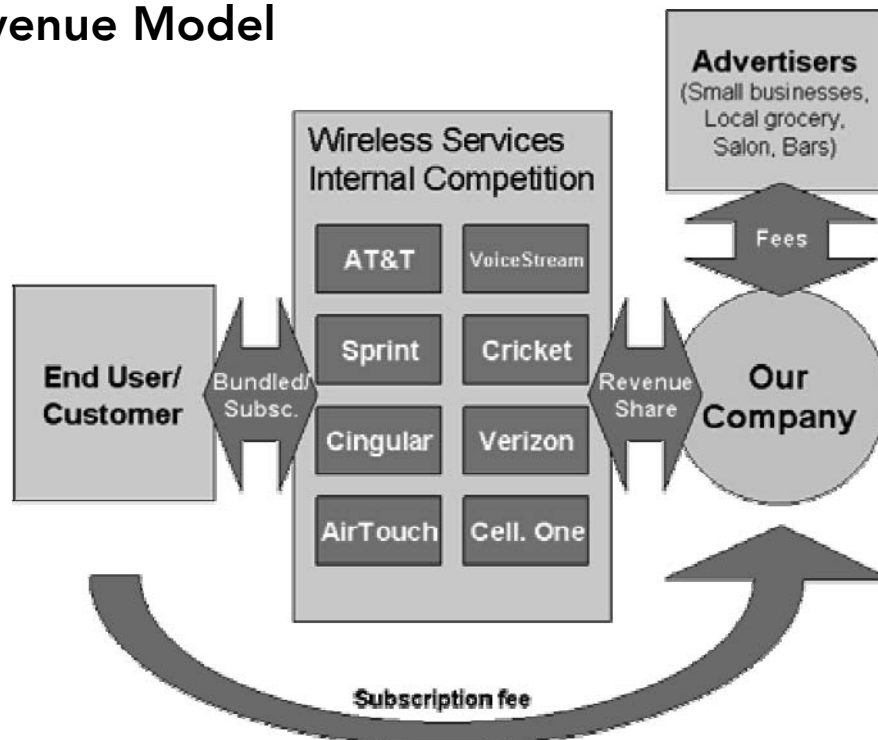 venue Model
Advertisers
(Small businesses,
Local grocery,
Salon, Bars)
Fees
Wireless Services
Internal Competition
AT&T
VoiceStream
Sprint
Cricket
Cingular
Verizon
AirTouch
Cell. One
End User/
Customer
Bundled/
Subsc.
Revenue
Share
Our
Company
Subscription fee